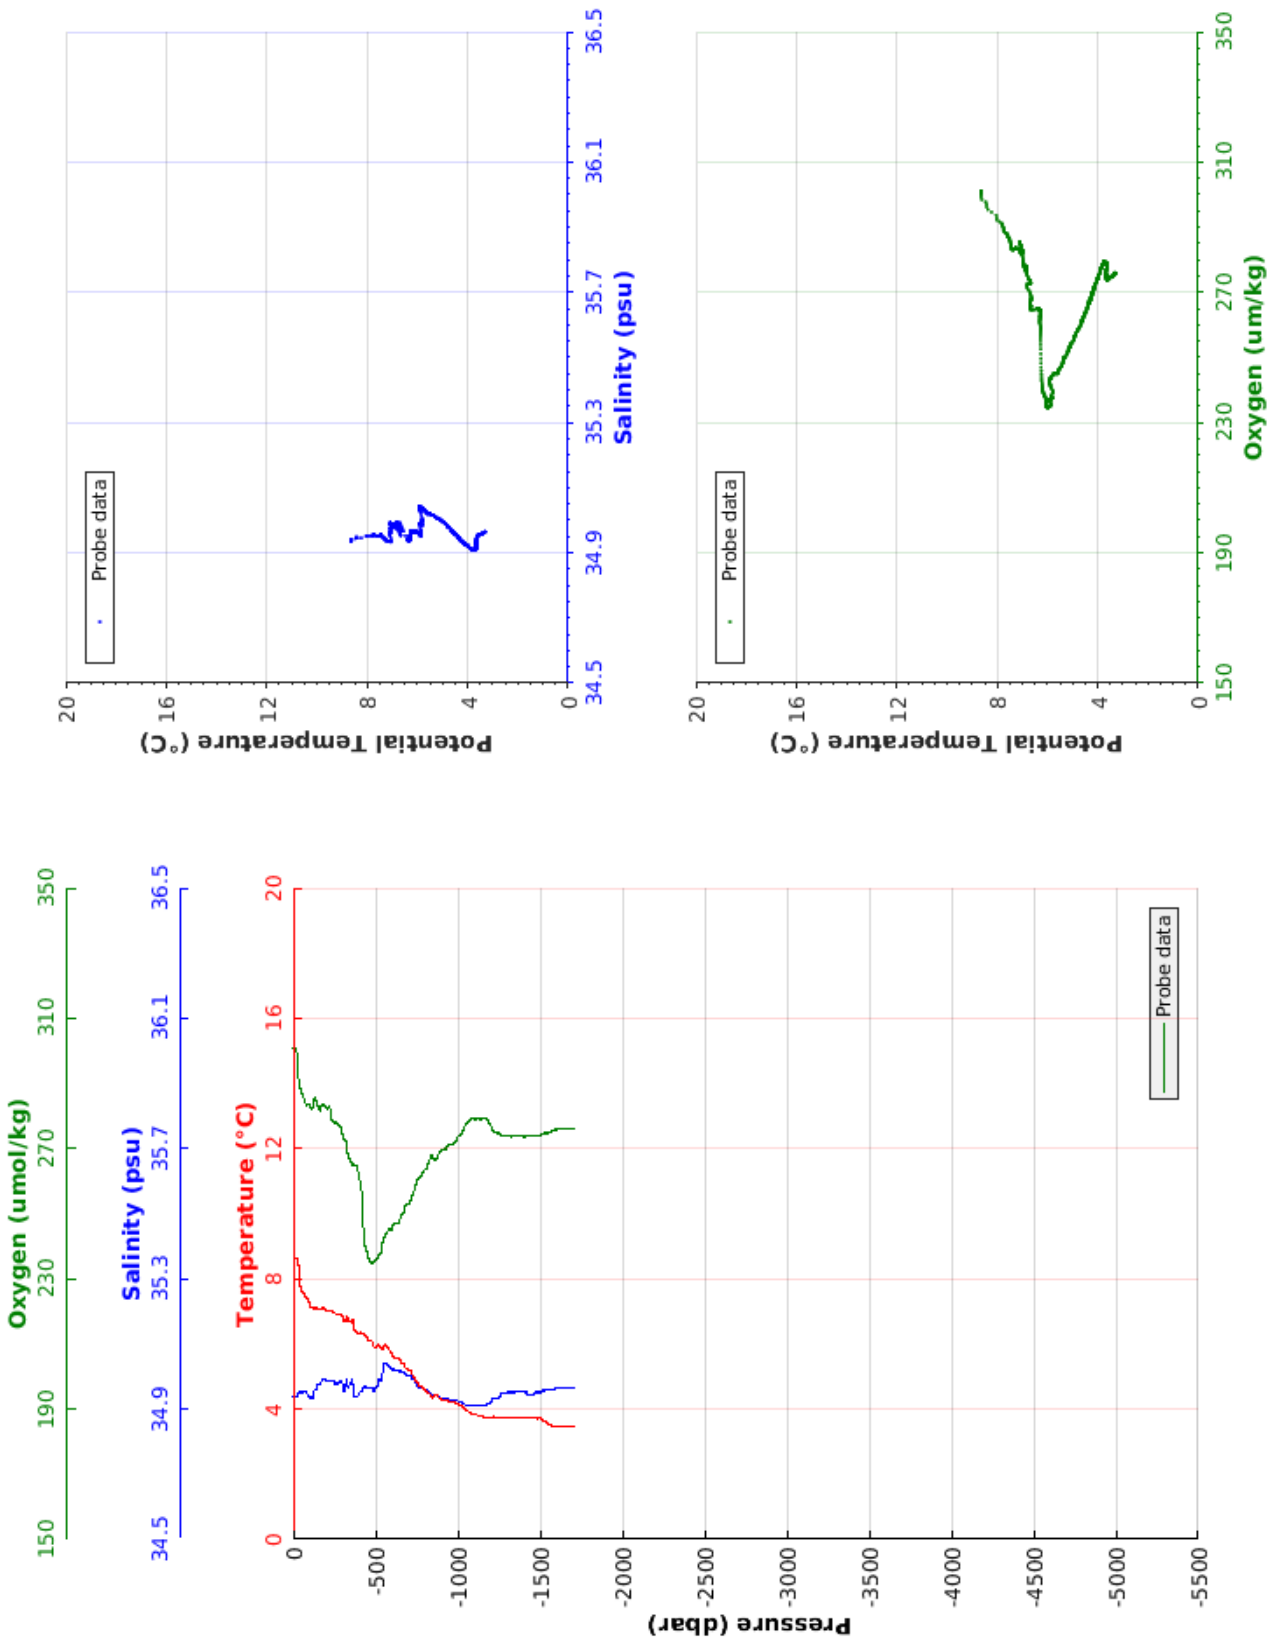 Oxygen (umol/kg)
150 190 230 270 310 350
Salinity (psu)
34.5 34.9 35.3 35.7 36.1 36.5
Temperature (°C)
0 4 8 12 16 20
Pressure (dbar)
0
-500
-1000
-1500
-2000
-2500
-3000
-3500
-4000
-4500
-5000
-5500
Probe data
Potential Temperature (°C)
20
16
12
8
4
0
Probe data
34.5 34.9 35.3 35.7 36.1 36.5
Salinity (psu)
Potential Temperature (°C)
20
16
12
8
4
0
Probe data
150 190 230 270 310 350
Oxygen (um/kg)